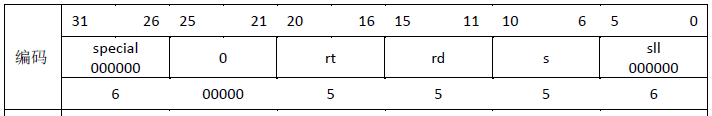 31 26 25 21 20 16 15 11 10 6 5 0
编码
special 000000 0 rt rd s sll 000000
6 00000 5 5 5 6